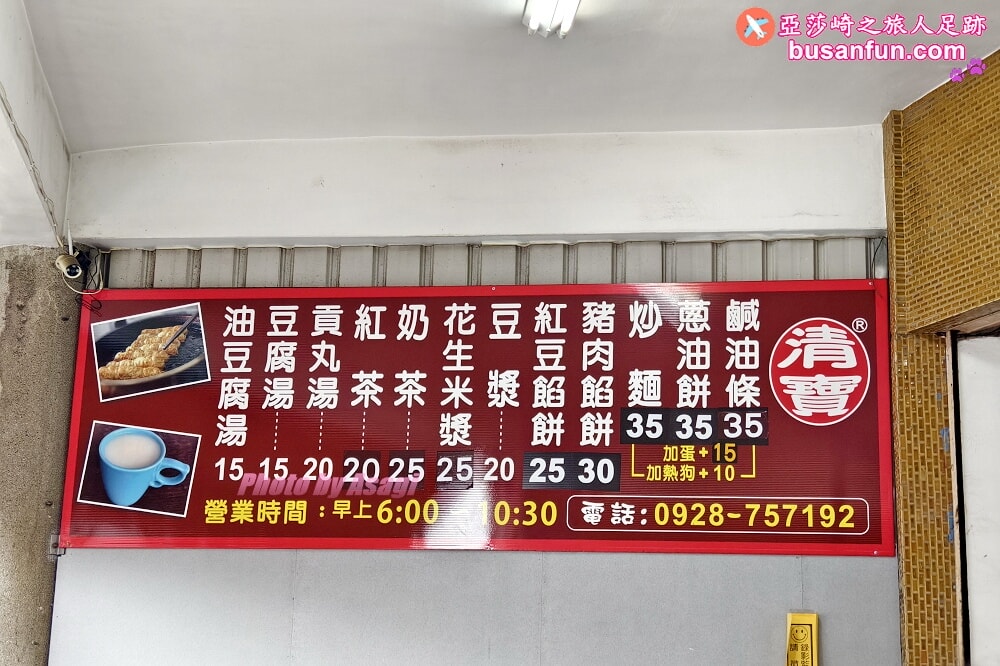 亞莎崎之旅人足跡
busanfun.com
清寶®
鹹油條 35
蔥油餅 35
炒麵 35
加蛋+15
加熱狗+10
豬肉餡餅 30
紅豆餡餅 25
豆漿 20
花生米漿 25
奶茶 25
紅茶 20
貢丸湯 20
豆腐湯 15
油豆腐湯 15
Photo By Asagi
營業時間：早上6:00 - 10:30
電話:0928-757192